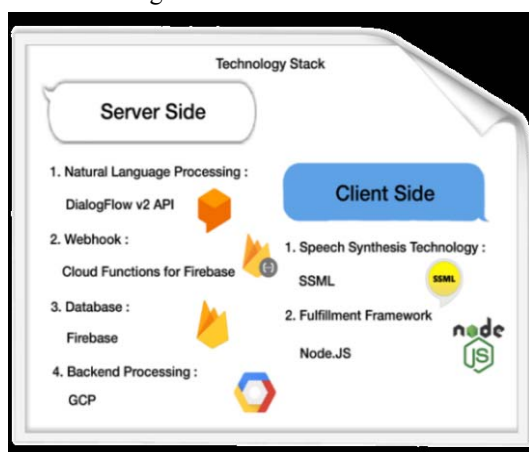 Technology Stack
Server Side
1. Natural Language Processing :
DialogFlow v2 API
2. Webhook :
Cloud Functions for Firebase
3. Database :
Firebase
4. Backend Processing :
GCP
Client Side
1. Speech Synthesis Technology :
SSML
SSML
2. Fulfillment Framework
Node.JS
node
JS